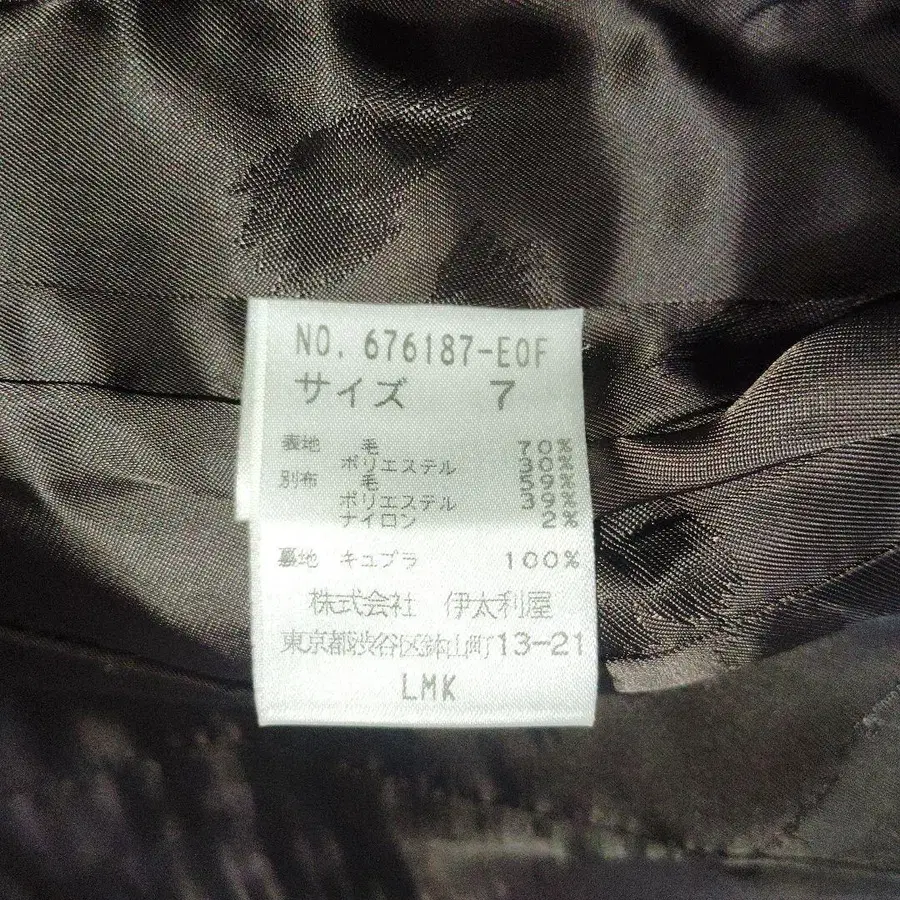 NO. 676187-EOF
サイズ 7
表地 毛 70%
ポリエステル 30%
別布 毛 59%
ポリエステル 39%
ナイロン 2%
裏地 キュプラ 100%
株式会社 伊太利屋
東京都渋谷区鉢山町13-21
LMK